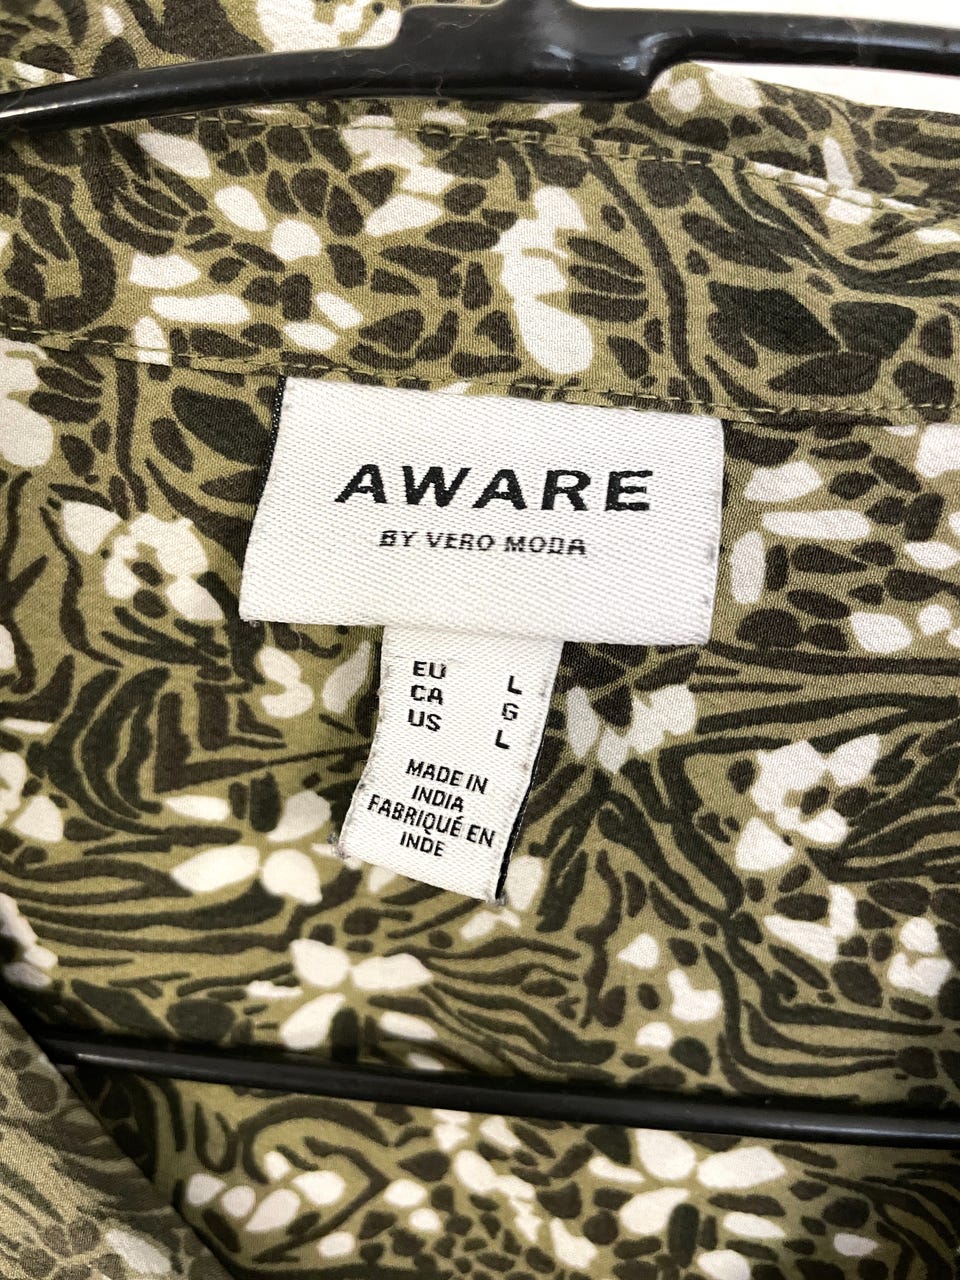 AWARE
BY VERO MODA
EU L
CA G
US L
MADE IN
INDIA
FABRIQUÉ EN
INDE